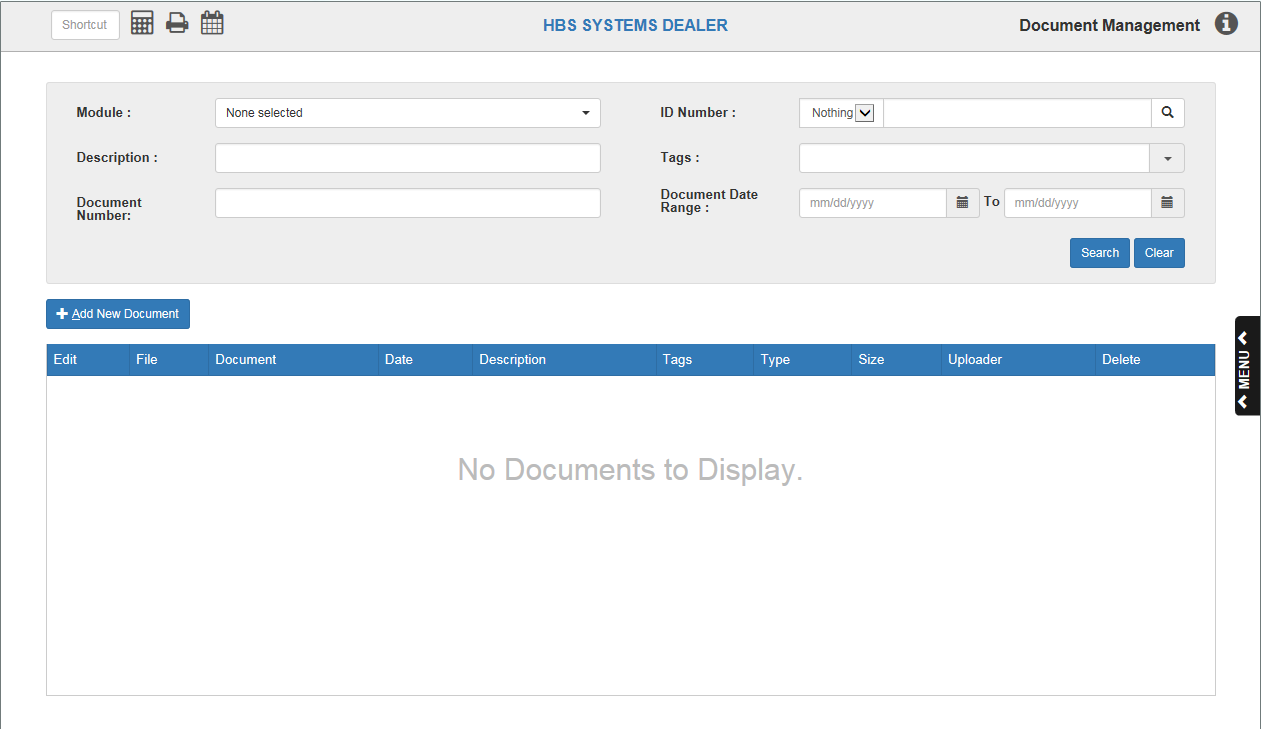 Shortcut
HBS SYSTEMS DEALER
Document Management
Module :
None selected
ID Number :
Nothing
Description :
Tags :
Document
Number:
Document Date
Range :
mm/dd/yyyy
To
mm/dd/yyyy
Search
Clear
Add New Document
Edit File Document Date Description Tags Type Size Uploader Delete
MENU
No Documents to Display.